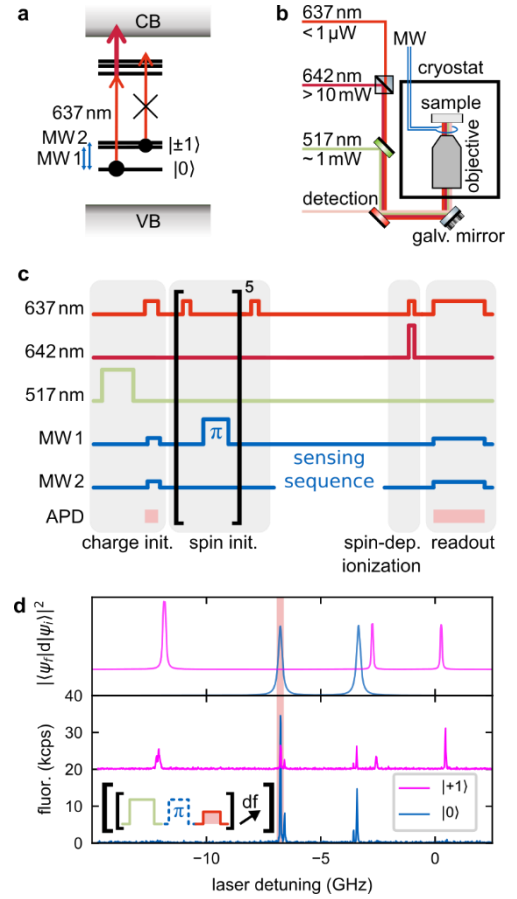 a
CB
637 nm
MW 2
MW 1
|±1⟩
|0⟩
VB
b
637 nm
< 1 µW
MW
642 nm
> 10 mW
cryostat
sample
517 nm
~ 1 mW
objective
detection
galv. mirror
c
5
637 nm
642 nm
517 nm
MW 1
π
MW 2
sensing
sequence
APD
charge init.
spin init.
spin-dep.
ionization
readout
d
|⟨ψf|d|ψi⟩|²
40
fluor. (kcps)
20
0
π
df
|+1⟩
|0⟩
−10
−5
0
laser detuning (GHz)